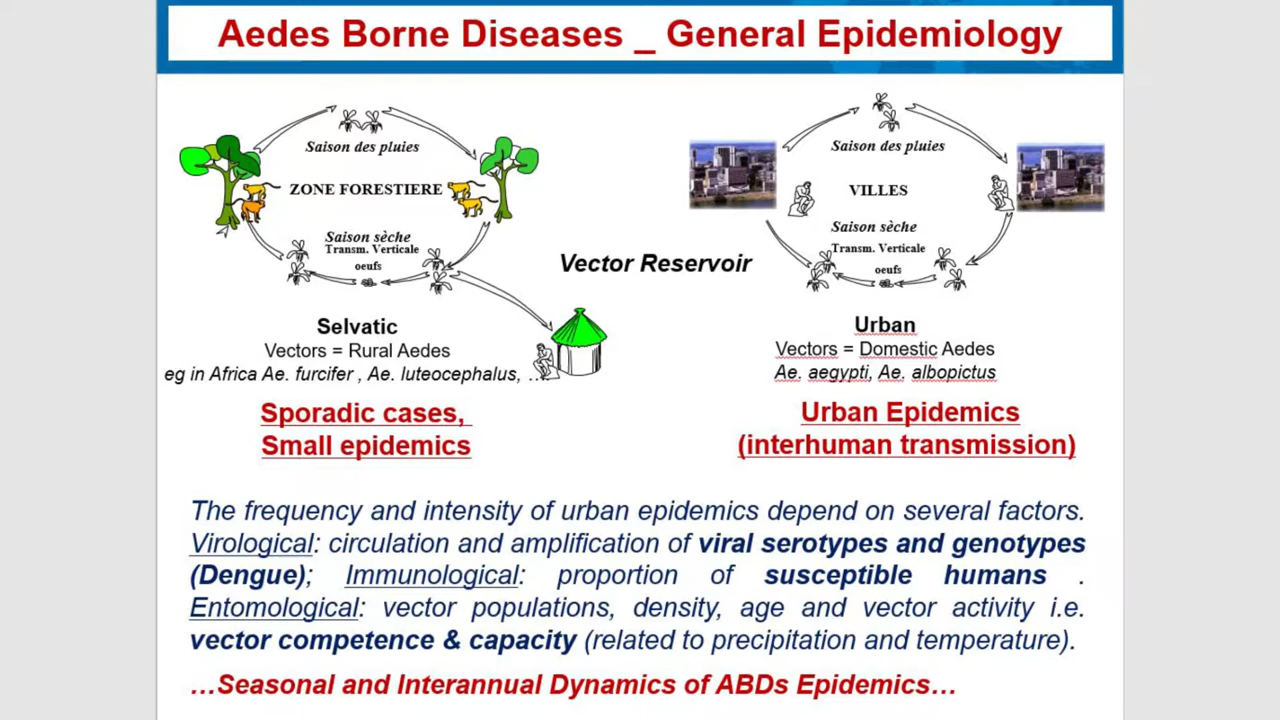 Aedes Borne Diseases _ General Epidemiology
Saison des pluies
ZONE FORESTIERE
Saison sèche
Transm. Verticale
oeufs
Selvatic
Vectors = Rural Aedes
eg in Africa Ae. furcifer , Ae. luteocephalus, ...
Sporadic cases,
Small epidemics
Vector Reservoir
Saison des pluies
VILLES
Saison sèche
Transm. Verticale
oeufs
Urban
Vectors = Domestic Aedes
Ae. aegypti, Ae. albopictus
Urban Epidemics
(interhuman transmission)
The frequency and intensity of urban epidemics depend on several factors.
Virological: circulation and amplification of viral serotypes and genotypes
(Dengue); Immunological: proportion of susceptible humans .
Entomological: vector populations, density, age and vector activity i.e.
vector competence & capacity (related to precipitation and temperature).
…Seasonal and Interannual Dynamics of ABDs Epidemics…